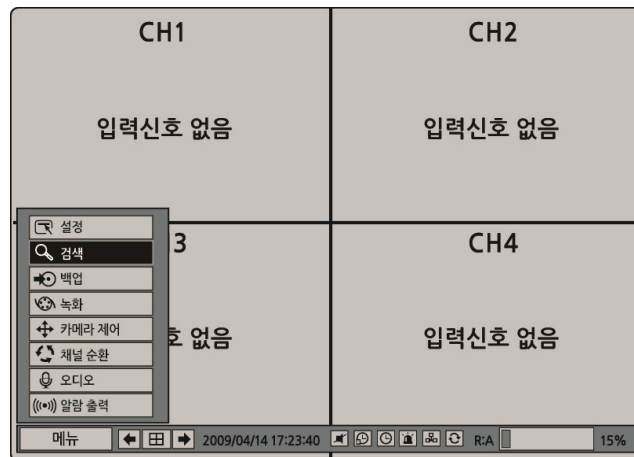 CH1
CH2
입력신호 없음
입력신호 없음
설정
검색
백업
녹화
카메라 제어
채널 순환
오디오
알람 출력
3
CH4
호 없음
입력신호 없음
메뉴
2009/04/14 17:23:40
R:A
15%